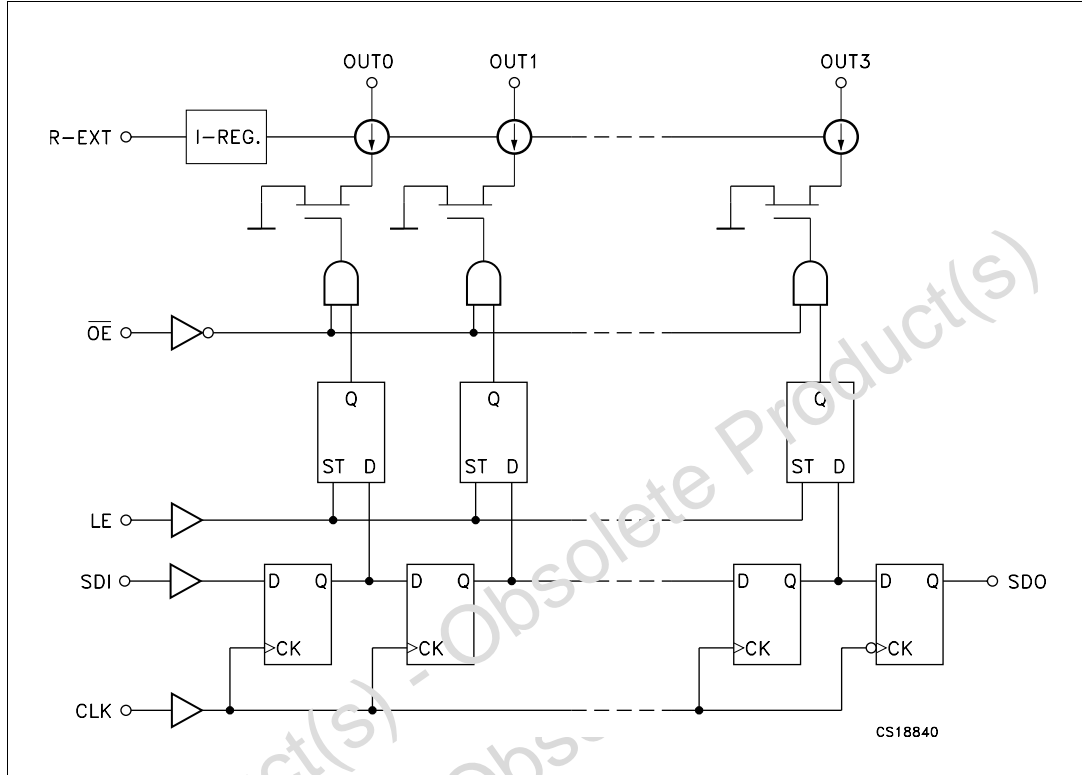 OUT0 OUT1 OUT3
R-EXT I-REG.
OE
Q Q Q
ST D ST D ST D
LE
SDI D Q D Q D Q D Q SDO
CK CK CK CK
CLK
CS18840
Obsolete Product(s)
ct(s) - Obsolete Product(s)